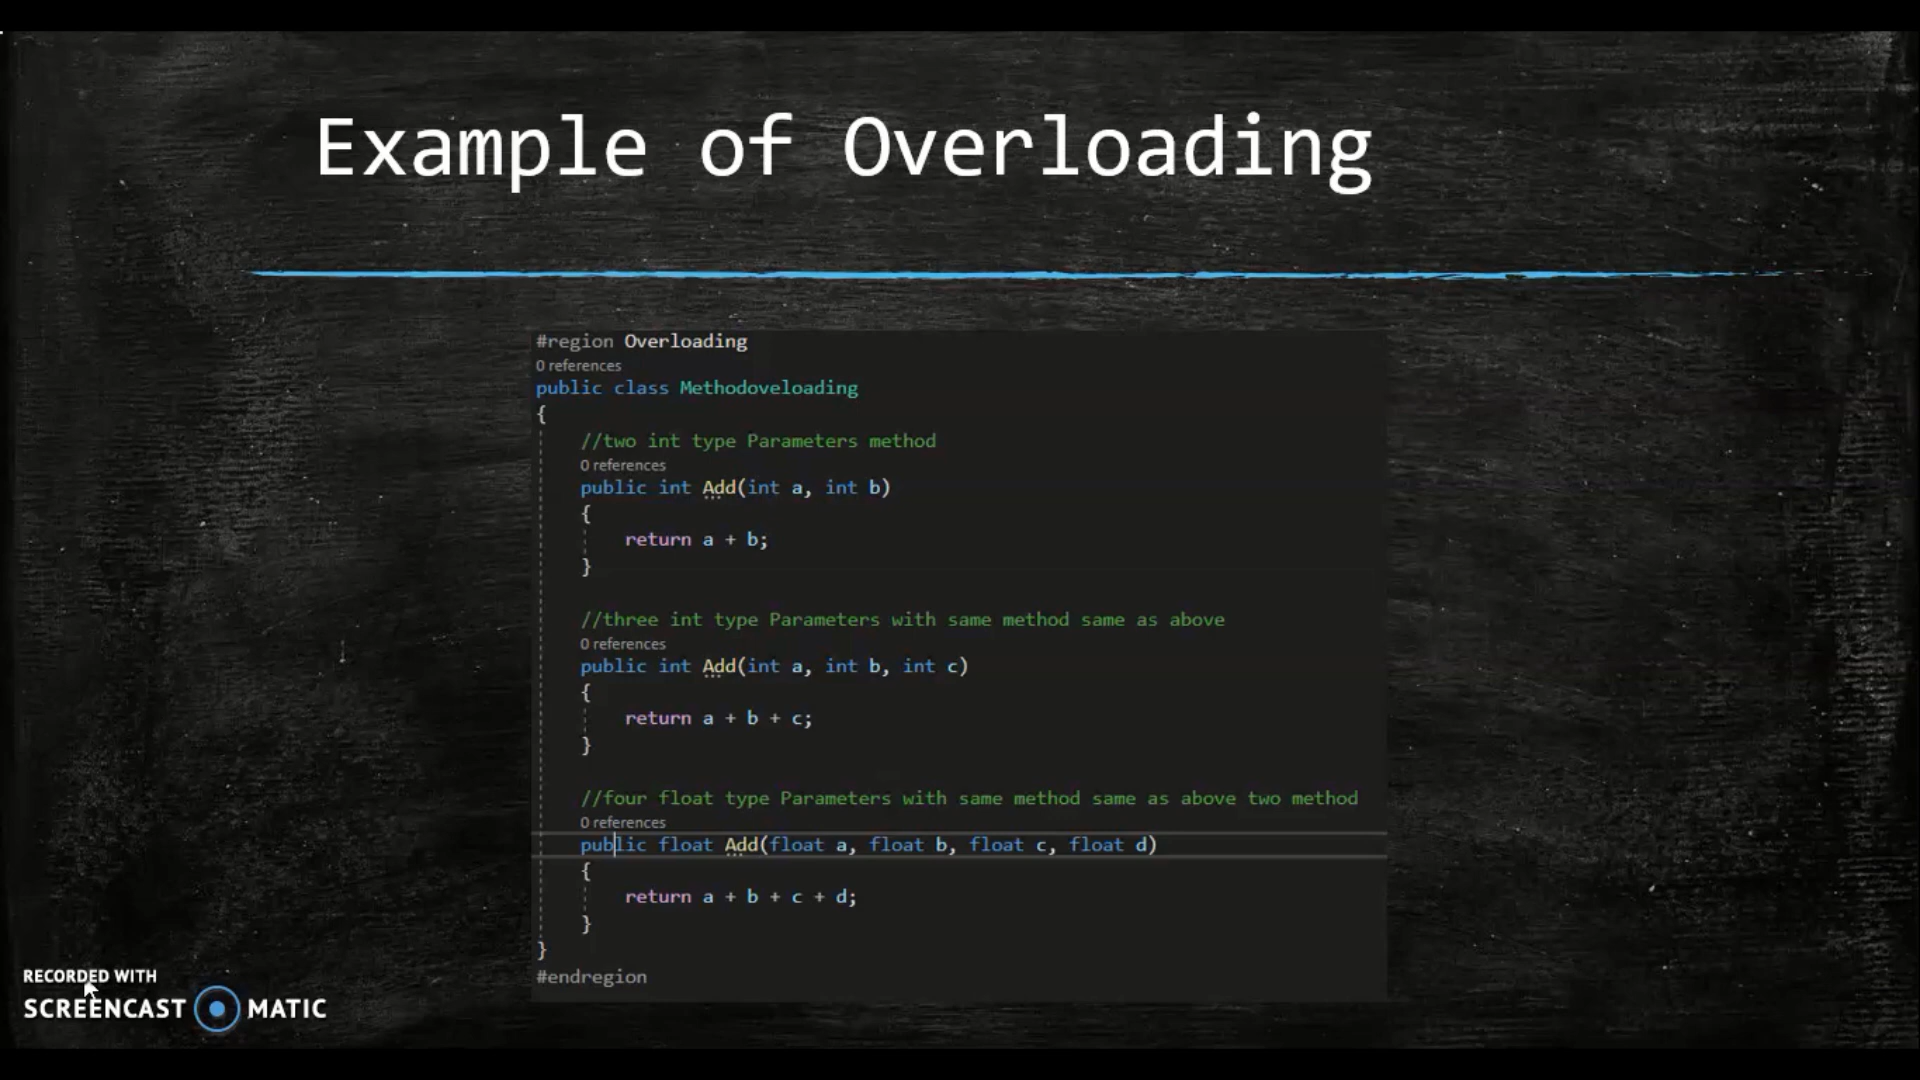 Example of Overloading
#region Overloading
0 references
public class Methodoveloading
{
//two int type Parameters method
0 references
public int Add(int a, int b)
{
return a + b;
}
//three int type Parameters with same method same as above
0 references
public int Add(int a, int b, int c)
{
return a + b + c;
}
//four float type Parameters with same method same as above two method
0 references
public float Add(float a, float b, float c, float d)
{
return a + b + c + d;
}
}
#endregion
RECORDED WITH
SCREENCAST MATIC